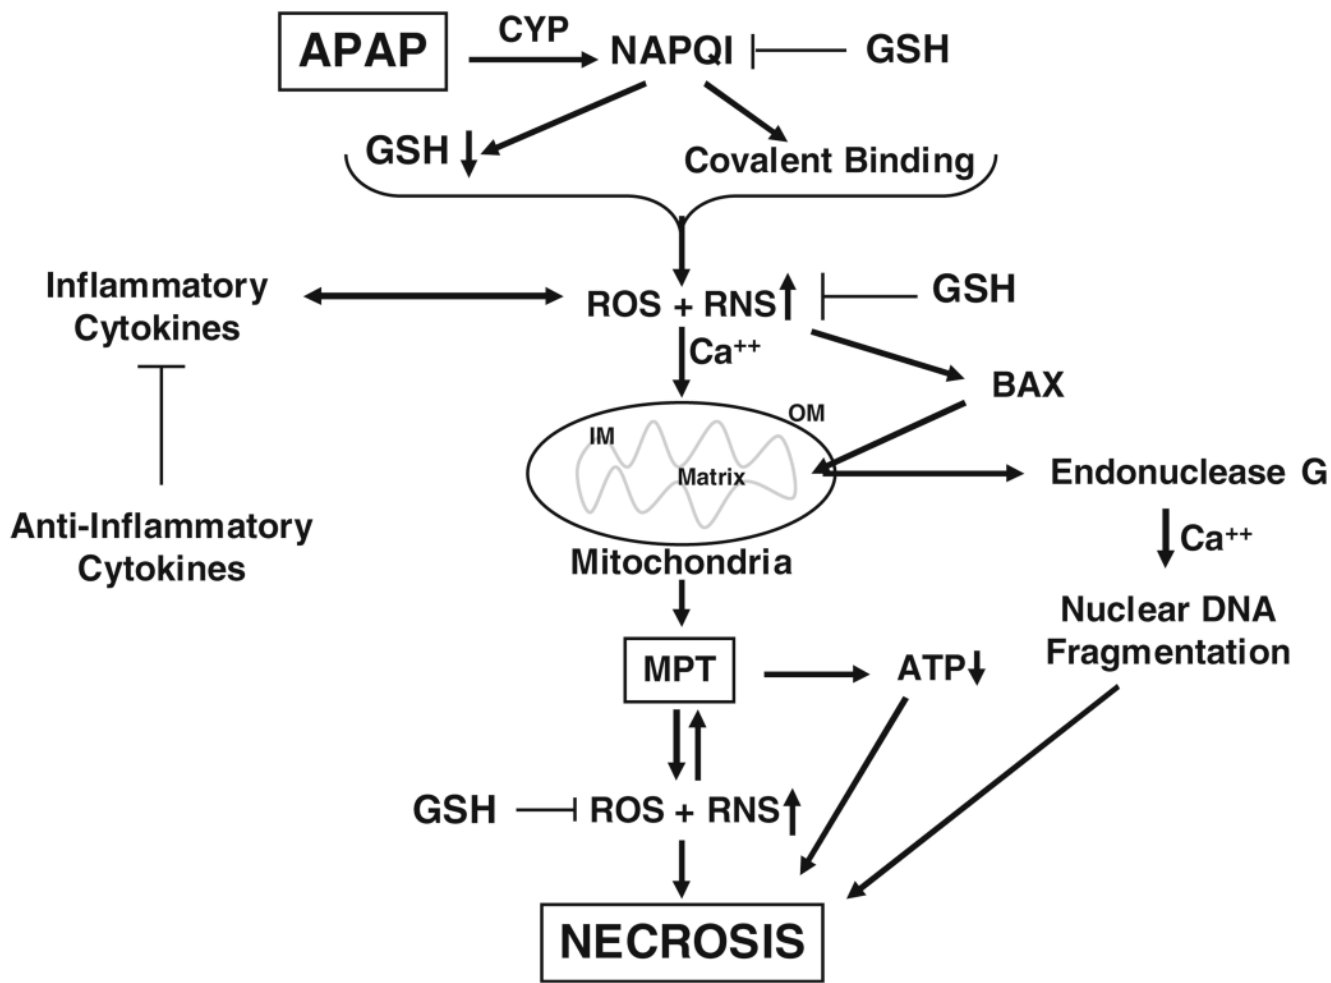 APAP
CYP
NAPQI
GSH
GSH
Covalent Binding
Inflammatory
Cytokines
ROS + RNS
GSH
Ca++
BAX
OM
IM
Matrix
Endonuclease G
Anti-Inflammatory
Cytokines
Ca++
Mitochondria
Nuclear DNA
Fragmentation
MPT
ATP
GSH
ROS + RNS
NECROSIS